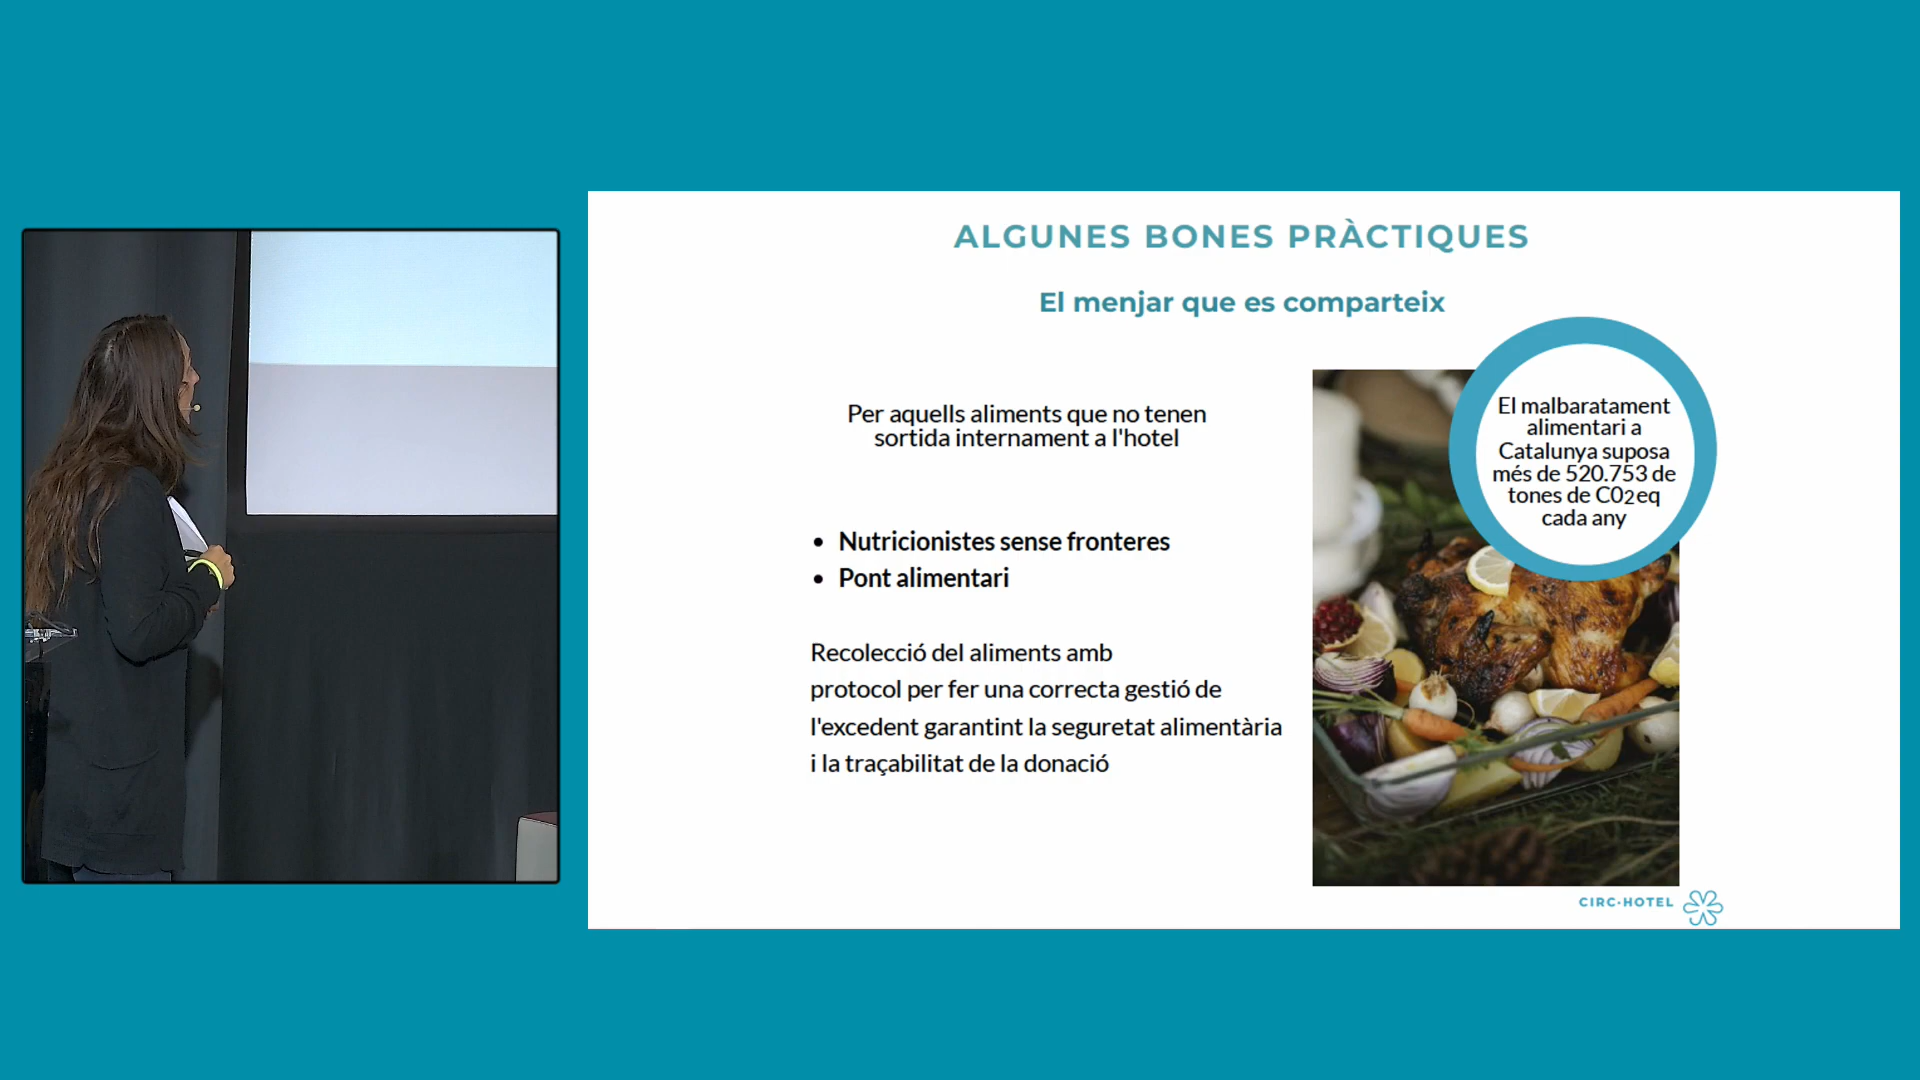 ALGUNES BONES PRÀCTIQUES
El menjar que es comparteix
Per aquells aliments que no tenen
sortida internament a l'hotel
• Nutricionistes sense fronteres
• Pont alimentari
Recolecció del aliments amb
protocol per fer una correcta gestió de
l'excedent garantint la seguretat alimentària
i la traçabilitat de la donació
El malbaratament
alimentari a
Catalunya suposa
més de 520.753 de
tones de C02eq
cada any
CIRC·HOTEL